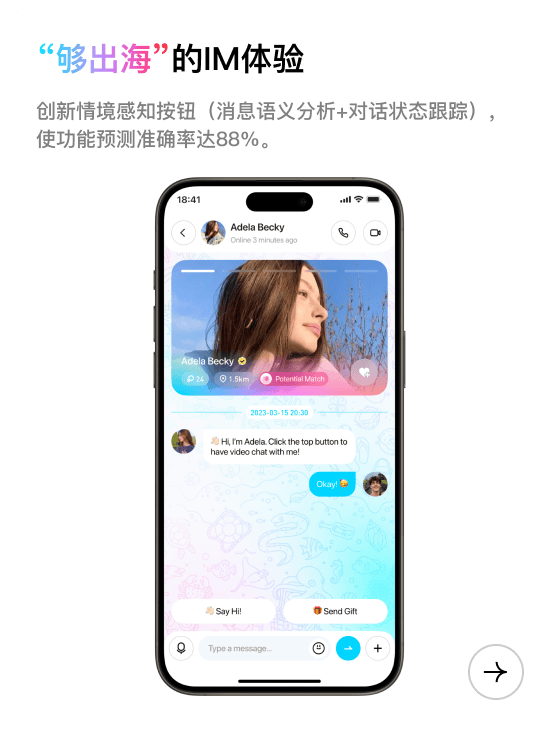 “够出海”的IM体验
创新情境感知按钮（消息语义分析+对话状态跟踪），
使功能预测准确率达88%。
18:41
Adela Becky
Online 3 minutes ago
Adela Becky
24
1.5km
Potential Match
2023-03-15 20:30
👋🏻 Hi, I'm Adela. Click the top button to
have video chat with me!
Okay! 🥰
👋🏻 Say Hi!
🎁 Send Gift
Type a message...